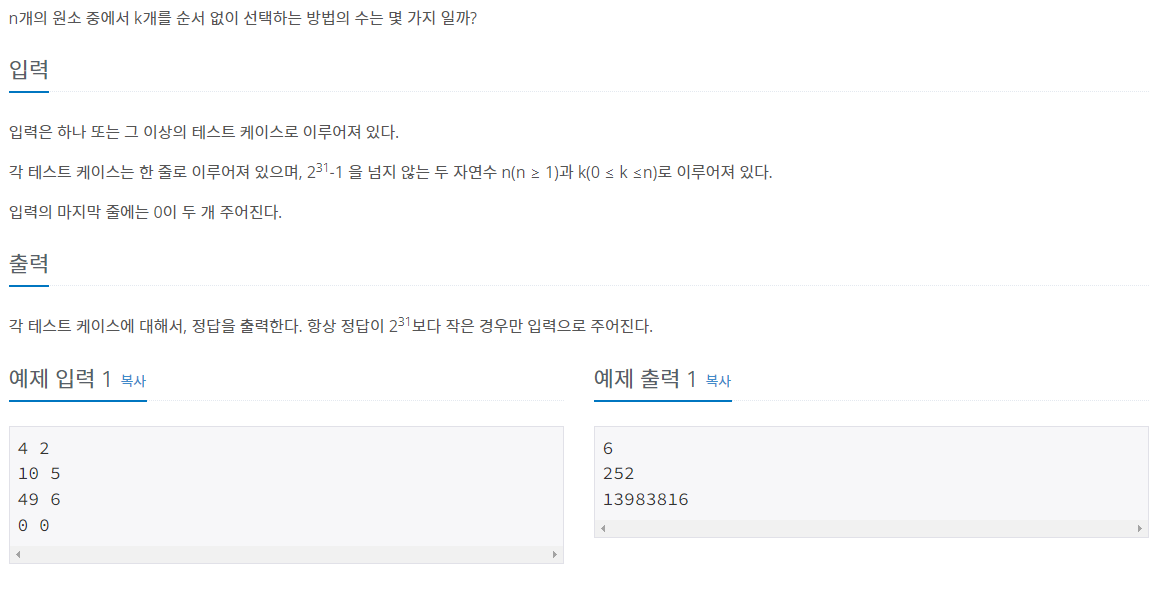 n개의 원소 중에서 k개를 순서 없이 선택하는 방법의 수는 몇 가지 일까?
입력
입력은 하나 또는 그 이상의 테스트 케이스로 이루어져 있다.
각 테스트 케이스는 한 줄로 이루어져 있으며, 2³¹-1 을 넘지 않는 두 자연수 n(n ≥ 1)과 k(0 ≤ k ≤n)로 이루어져 있다.
입력의 마지막 줄에는 0이 두 개 주어진다.
출력
각 테스트 케이스에 대해서, 정답을 출력한다. 항상 정답이 2³¹보다 작은 경우만 입력으로 주어진다.
예제 입력 1 복사
4 2
10 5
49 6
0 0
예제 출력 1 복사
6
252
13983816